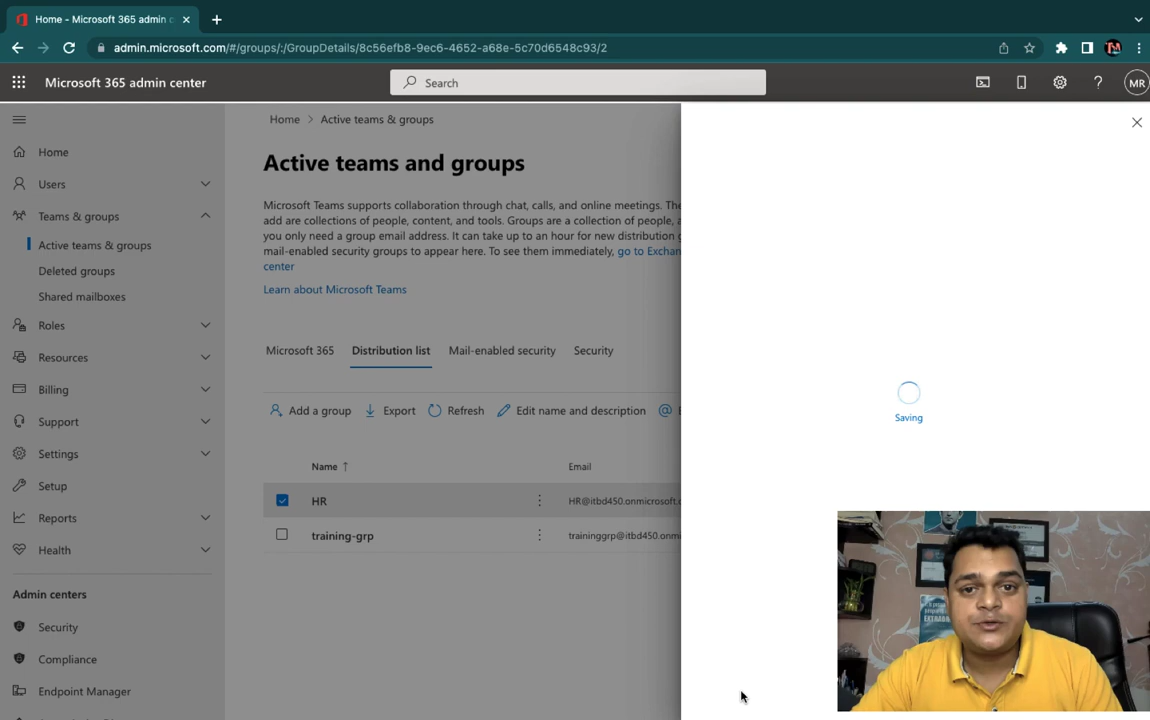 Home - Microsoft 365 admin c
admin.microsoft.com/#/groups/:/GroupDetails/8c56efb8-9ec6-4652-a68e-5c70d6548c93/2
Microsoft 365 admin center
Search
MR
Home
Users
Teams & groups
Active teams & groups
Deleted groups
Shared mailboxes
Roles
Resources
Billing
Support
Settings
Setup
Reports
Health
Admin centers
Security
Compliance
Endpoint Manager
Home > Active teams & groups
Active teams and groups
Microsoft Teams supports collaboration through chat, calls, and online meetings. The
add are collections of people, content, and tools. Groups are a collection of people, a
you only need a group email address. It can take up to an hour for new distribution g
mail-enabled security groups to appear here. To see them immediately, go to Exchan
center
Learn about Microsoft Teams
Microsoft 365 Distribution list Mail-enabled security Security
Add a group Export Refresh Edit name and description
Name ↑ Email
HR HR@itbd450.onmicrosoft.c
training-grp traininggrp@itbd450.onm
Saving